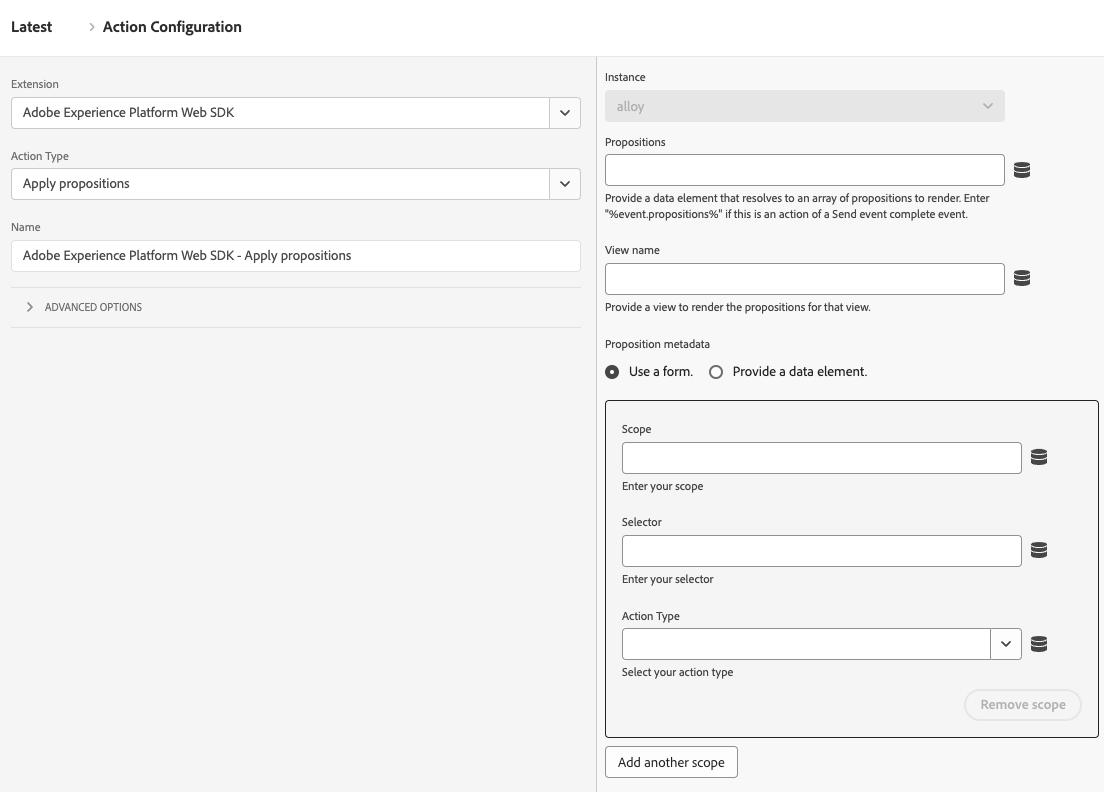 Latest > Action Configuration
Extension
Adobe Experience Platform Web SDK
Action Type
Apply propositions
Name
Adobe Experience Platform Web SDK - Apply propositions
ADVANCED OPTIONS
Instance
alloy
Propositions
Provide a data element that resolves to an array of propositions to render. Enter
"%event.propositions%" if this is an action of a Send event complete event.
View name
Provide a view to render the propositions for that view.
Proposition metadata
Use a form. Provide a data element.
Scope
Enter your scope
Selector
Enter your selector
Action Type
Select your action type
Remove scope
Add another scope